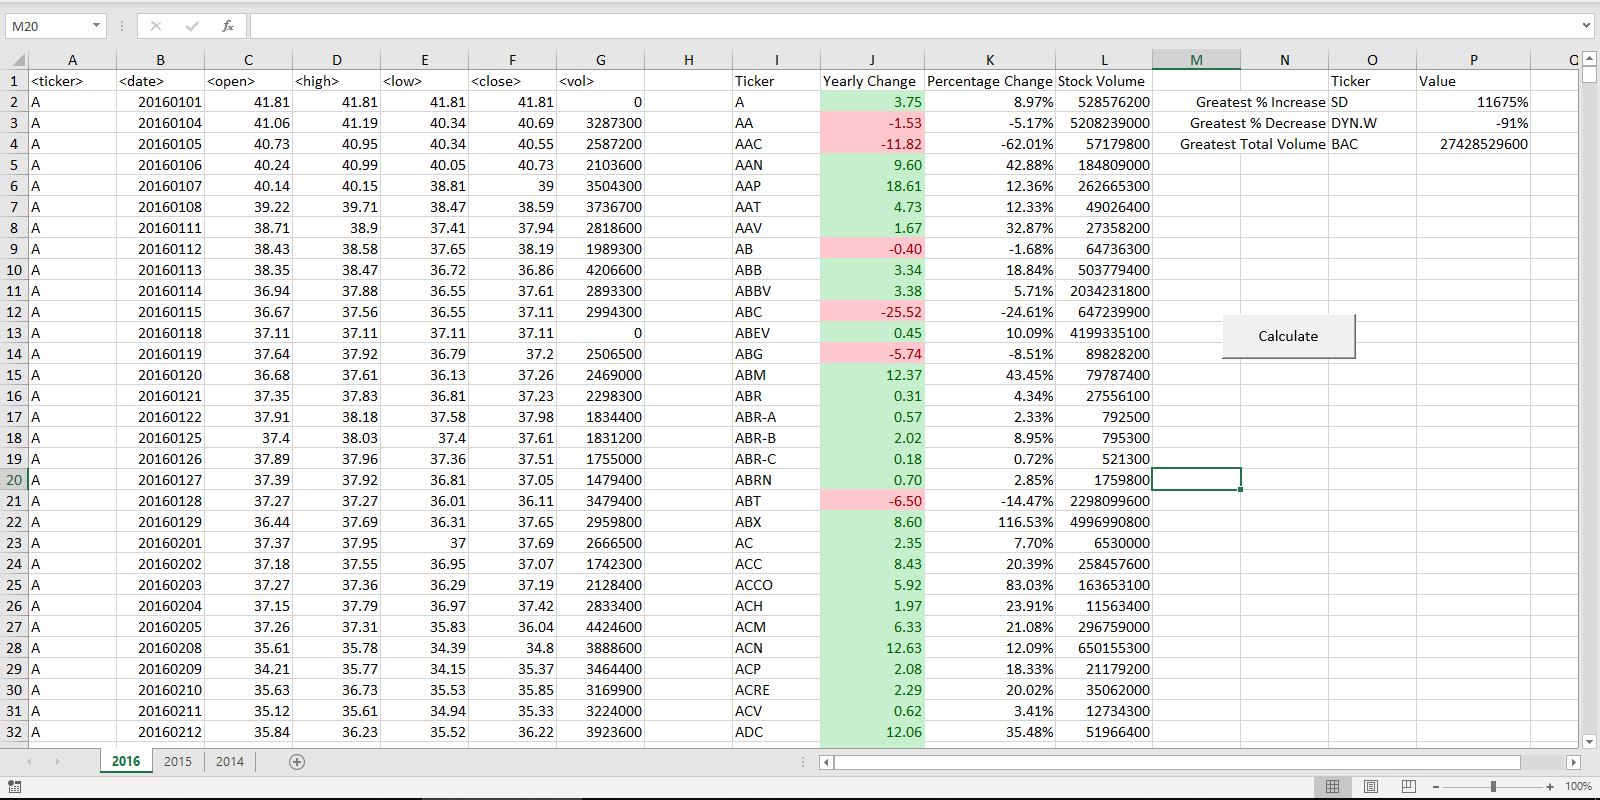 M20 fx
A B C D E F G H I J K L M N O P Q
1 <ticker> <date> <open> <high> <low> <close> <vol> Ticker Yearly Change Percentage Change Stock Volume Ticker Value
2 A 20160101 41.81 41.81 41.81 41.81 0 A 3.75 8.97% 528576200 Greatest % Increase SD 11675%
3 A 20160104 41.06 41.19 40.34 40.69 3287300 AA -1.53 -5.17% 5208239000 Greatest % Decrease DYN.W -91%
4 A 20160105 40.73 40.95 40.34 40.55 2587200 AAC -11.82 -62.01% 57179800 Greatest Total Volume BAC 27428529600
5 A 20160106 40.24 40.99 40.05 40.73 2103600 AAN 9.60 42.88% 184809000
6 A 20160107 40.14 40.15 38.81 39 3504300 AAP 18.61 12.36% 262665300
7 A 20160108 39.22 39.71 38.47 38.59 3736700 AAT 4.73 12.33% 49026400
8 A 20160111 38.71 38.9 37.41 37.94 2818600 AAV 1.67 32.87% 27358200
9 A 20160112 38.43 38.58 37.65 38.19 1989300 AB -0.40 -1.68% 64736300
10 A 20160113 38.35 38.47 36.72 36.86 4206600 ABB 3.34 18.84% 503779400
11 A 20160114 36.94 37.88 36.55 37.61 2893300 ABBV 3.38 5.71% 2034231800
12 A 20160115 36.67 37.56 36.55 37.11 2994300 ABC -25.52 -24.61% 647239900
13 A 20160118 37.11 37.11 37.11 37.11 0 ABEV 0.45 10.09% 4199335100
Calculate
14 A 20160119 37.64 37.92 36.79 37.2 2506500 ABG -5.74 -8.51% 89828200
15 A 20160120 36.68 37.61 36.13 37.26 2469000 ABM 12.37 43.45% 79787400
16 A 20160121 37.35 37.83 36.81 37.23 2298300 ABR 0.31 4.34% 27556100
17 A 20160122 37.91 38.18 37.58 37.98 1834400 ABR-A 0.57 2.33% 792500
18 A 20160125 37.4 38.03 37.4 37.61 1831200 ABR-B 2.02 8.95% 795300
19 A 20160126 37.89 37.96 37.36 37.51 1755000 ABR-C 0.18 0.72% 521300
20 A 20160127 37.39 37.92 36.81 37.05 1479400 ABRN 0.70 2.85% 1759800
21 A 20160128 37.27 37.27 36.01 36.11 3479400 ABT -6.50 -14.47% 2298099600
22 A 20160129 36.44 37.69 36.31 37.65 2959800 ABX 8.60 116.53% 4996990800
23 A 20160201 37.37 37.95 37 37.69 2666500 AC 2.35 7.70% 6530000
24 A 20160202 37.18 37.55 36.95 37.07 1742300 ACC 8.43 20.39% 258457600
25 A 20160203 37.27 37.36 36.29 37.19 2128400 ACCO 5.92 83.03% 163653100
26 A 20160204 37.15 37.79 36.97 37.42 2833400 ACH 1.97 23.91% 11563400
27 A 20160205 37.26 37.31 35.83 36.04 4424600 ACM 6.33 21.08% 296759000
28 A 20160208 35.61 35.78 34.39 34.8 3888600 ACN 12.63 12.09% 650155300
29 A 20160209 34.21 35.77 34.15 35.37 3464400 ACP 2.08 18.33% 21179200
30 A 20160210 35.63 36.73 35.53 35.85 3169900 ACRE 2.29 20.02% 35062000
31 A 20160211 35.12 35.61 34.94 35.33 3224000 ACV 0.62 3.41% 12734300
32 A 20160212 35.84 36.23 35.52 36.22 3923600 ADC 12.06 35.48% 51966400
2016 2015 2014
100%